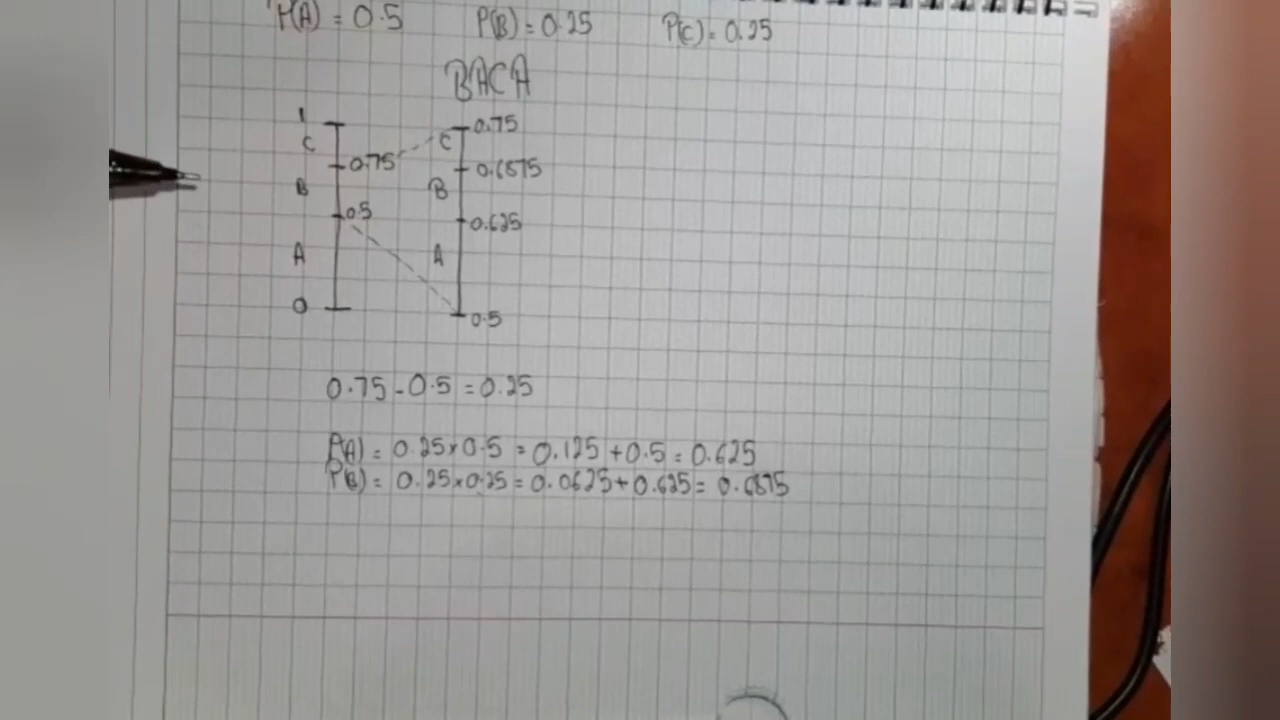 P(A) = 0.5 P(B) = 0.25 P(C) = 0.25
BACA
1
C
0.75
B
0.5
A
0
0.75
C
0.6875
B
0.625
A
0.5
0.75 - 0.5 = 0.25
P(A) = 0.25 x 0.5 = 0.125 + 0.5 = 0.625
P(B) = 0.25 x 0.25 = 0.0625 + 0.625 = 0.6875